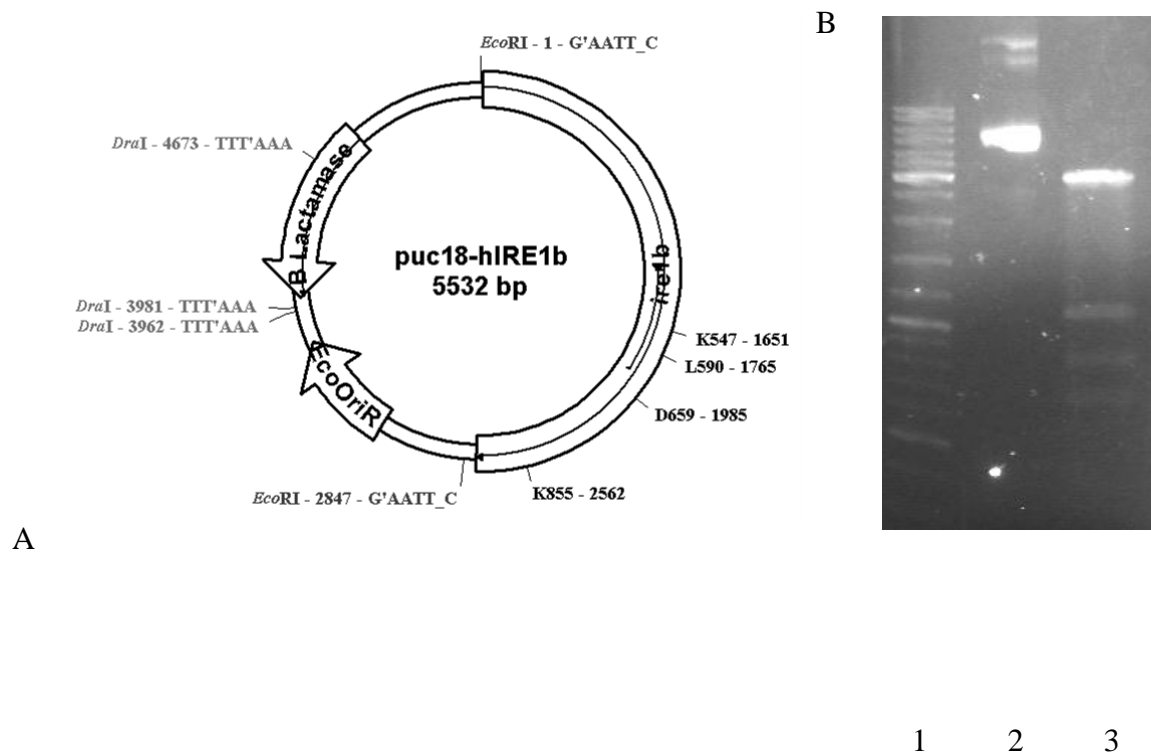 B
EcoRI - 1 - G'AATT_C
DraI - 4673 - TTT'AAA
B Lactamase
puc18-hIRE1b
5532 bp
ire1b
DraI - 3981 - TTT'AAA
DraI - 3962 - TTT'AAA
K547 - 1651
L590 - 1765
EcoOriR
D659 - 1985
K855 - 2562
EcoRI - 2847 - G'AATT_C
A
1 2 3